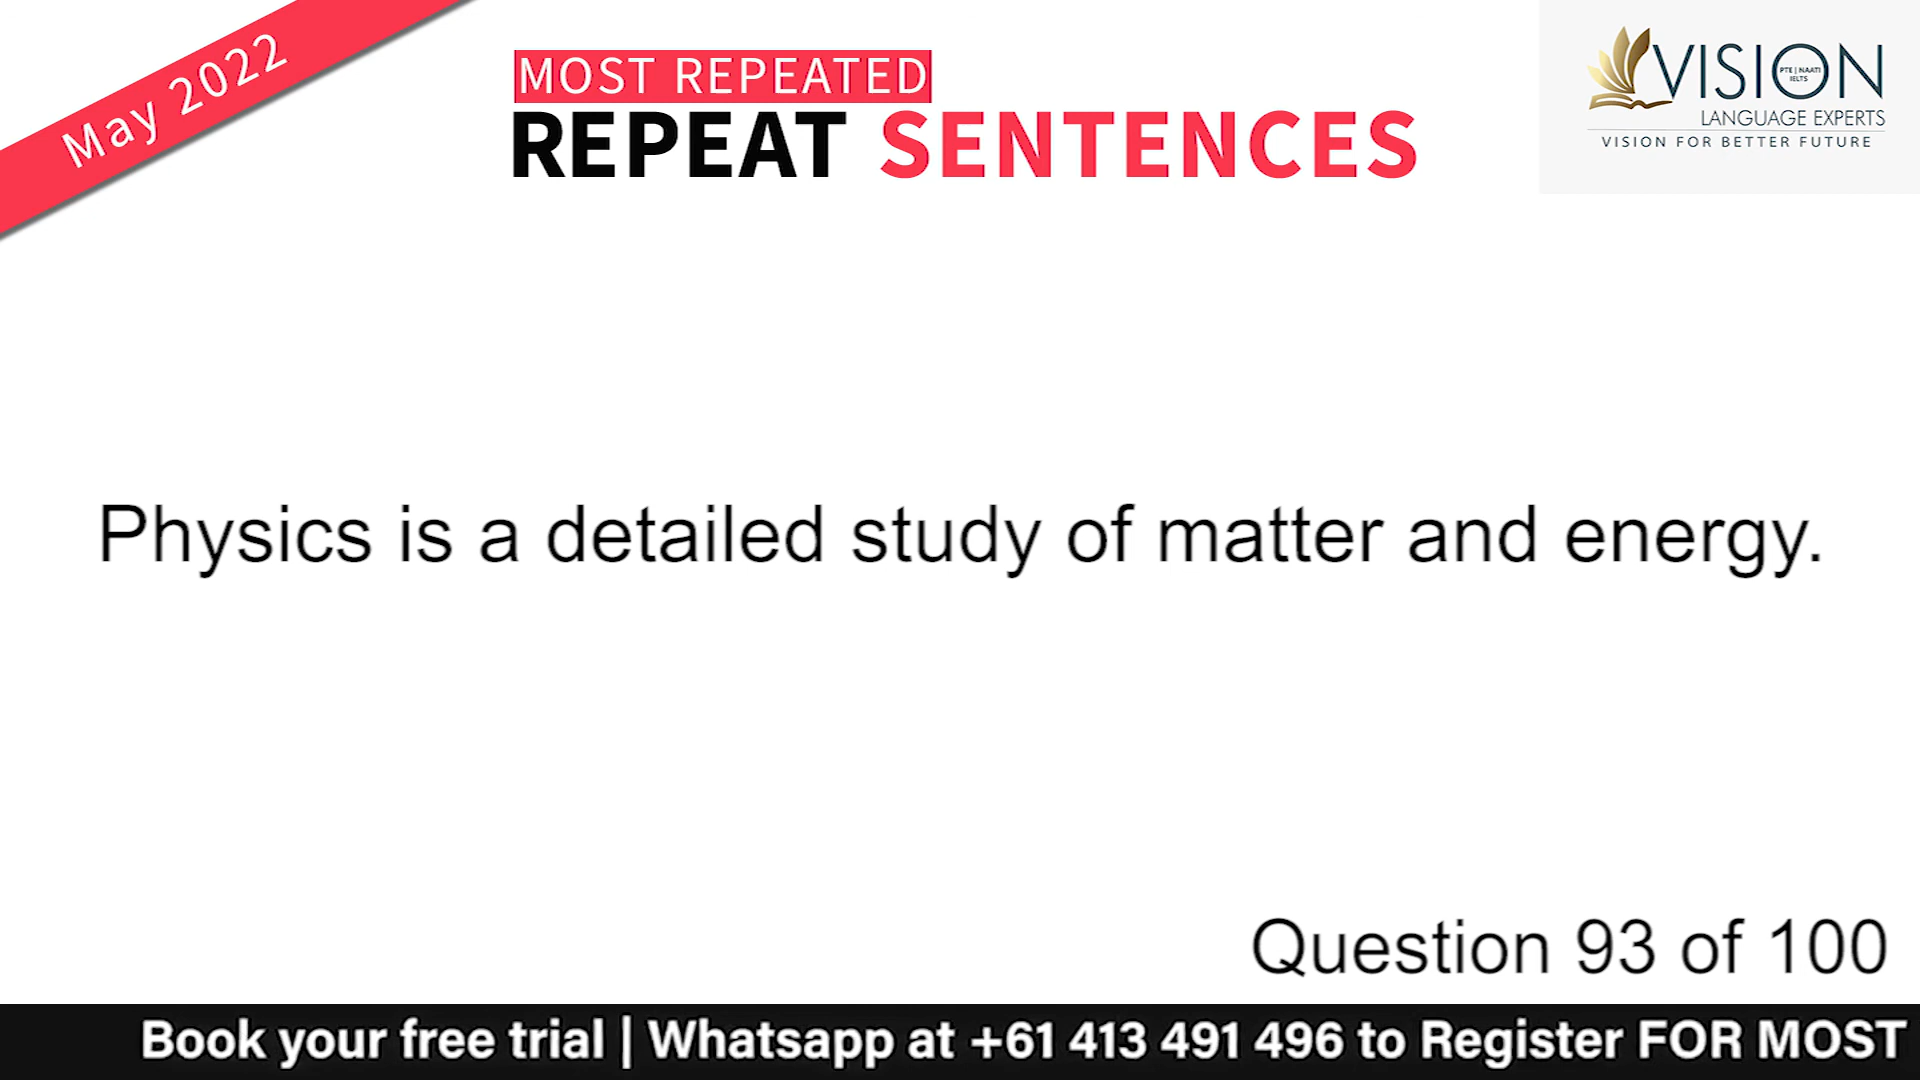 May 2022
MOST REPEATED
REPEAT SENTENCES
VISION
PTE | NAATI
IELTS
LANGUAGE EXPERTS
VISION FOR BETTER FUTURE
Physics is a detailed study of matter and energy.
Question 93 of 100
Book your free trial | Whatsapp at +61 413 491 496 to Register FOR MOST